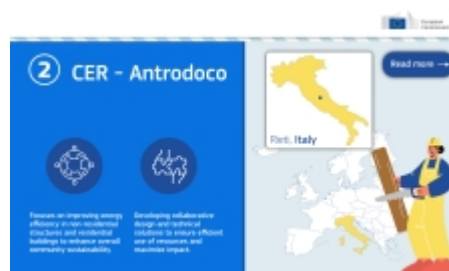 European
Commission
2 CER - Antrodoco
Read more →
Rieti, Italy
Focuses on improving energy
efficiency in non residential
structures and residential
buildings to enhance overall
community sustainability.
Developing collaborative
design and technical
solutions to ensure efficient
use of resources and
maximise impact.